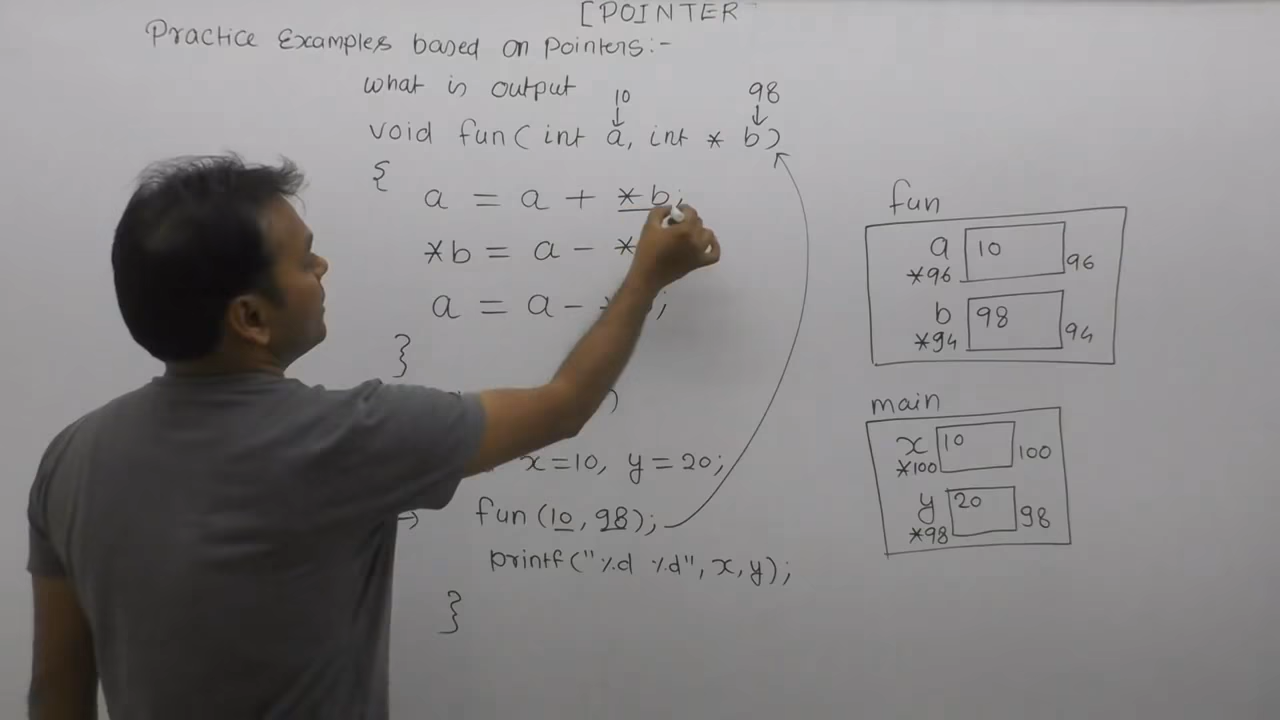 [POINTER
Practice Examples based on Pointers:-
what is output
10 98
↓ ↓
void fun( int a, int * b)
{
a = a + *b;
*b = a - *
a = a -
}
)
x=10, y=20;
→ fun(10, 98);
printf("%d %d", x, y);
}
fun
a 10 96
*96
b 98 94
*94
main
x 10 100
*100
y 20 98
*98